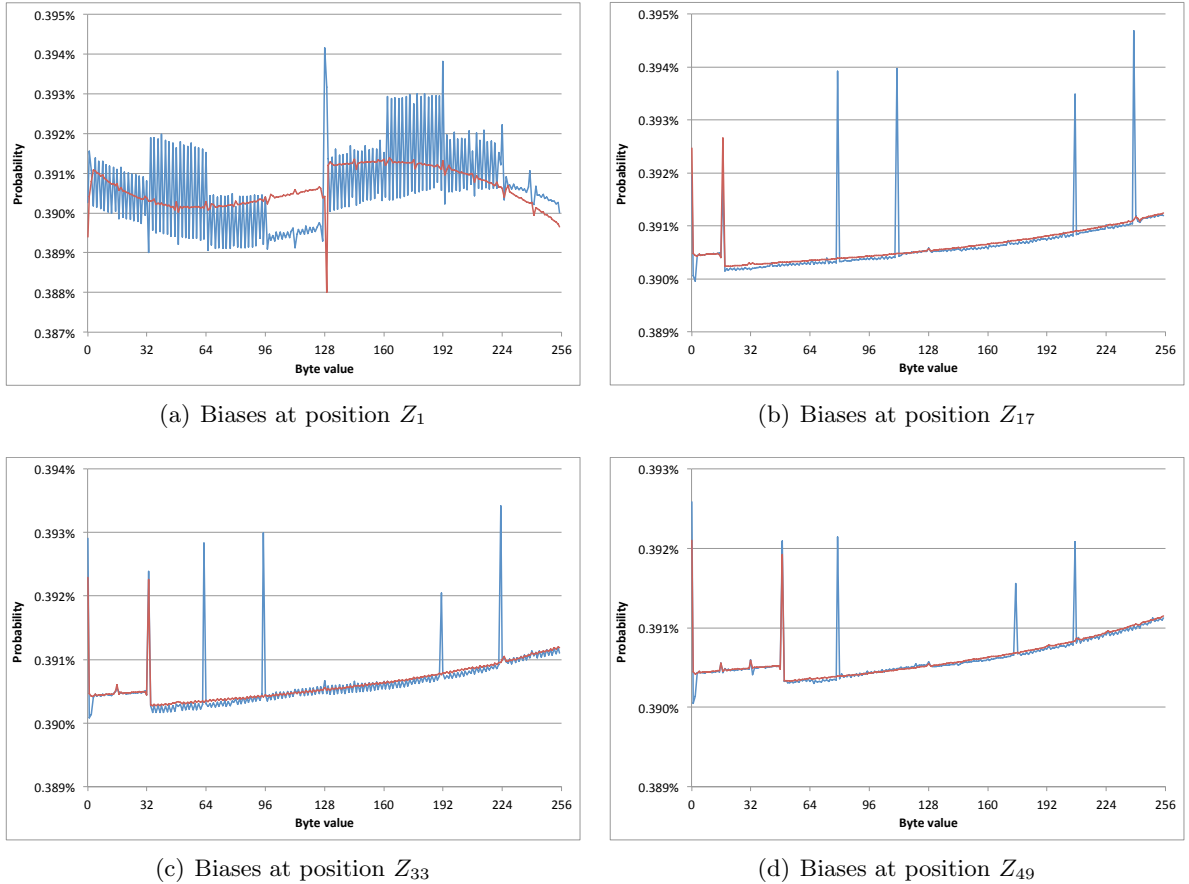 0.395%
0.394%
0.393%
0.392%
0.391%
0.390%
0.389%
0.388%
0.387%
Probability
0 32 64 96 128 160 192 224 256
Byte value
(a) Biases at position Z1
0.395%
0.394%
0.393%
0.392%
0.391%
0.390%
0.389%
Probability
0 32 64 96 128 160 192 224 256
Byte value
(b) Biases at position Z17
0.394%
0.393%
0.392%
0.391%
0.390%
0.389%
Probability
0 32 64 96 128 160 192 224 256
Byte value
(c) Biases at position Z33
0.393%
0.392%
0.391%
0.390%
0.389%
Probability
0 32 64 96 128 160 192 224 256
Byte value
(d) Biases at position Z49